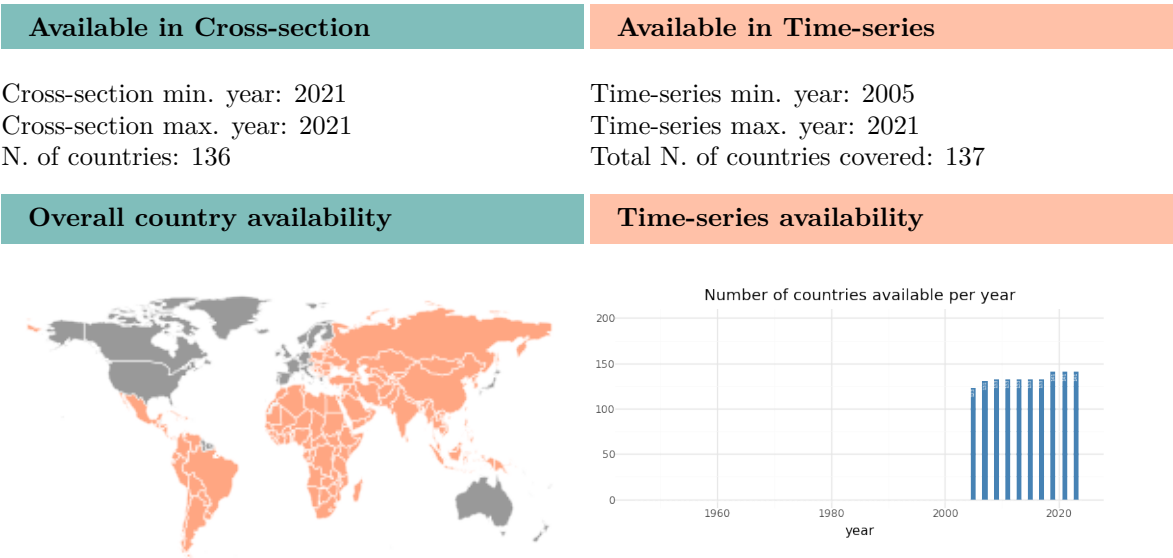 Available in Cross-section
Available in Time-series
Cross-section min. year: 2021
Cross-section max. year: 2021
N. of countries: 136
Time-series min. year: 2005
Time-series max. year: 2021
Total N. of countries covered: 137
Overall country availability
Time-series availability
Number of countries available per year
200
150
100
50
0
1960
1980
2000
2020
year